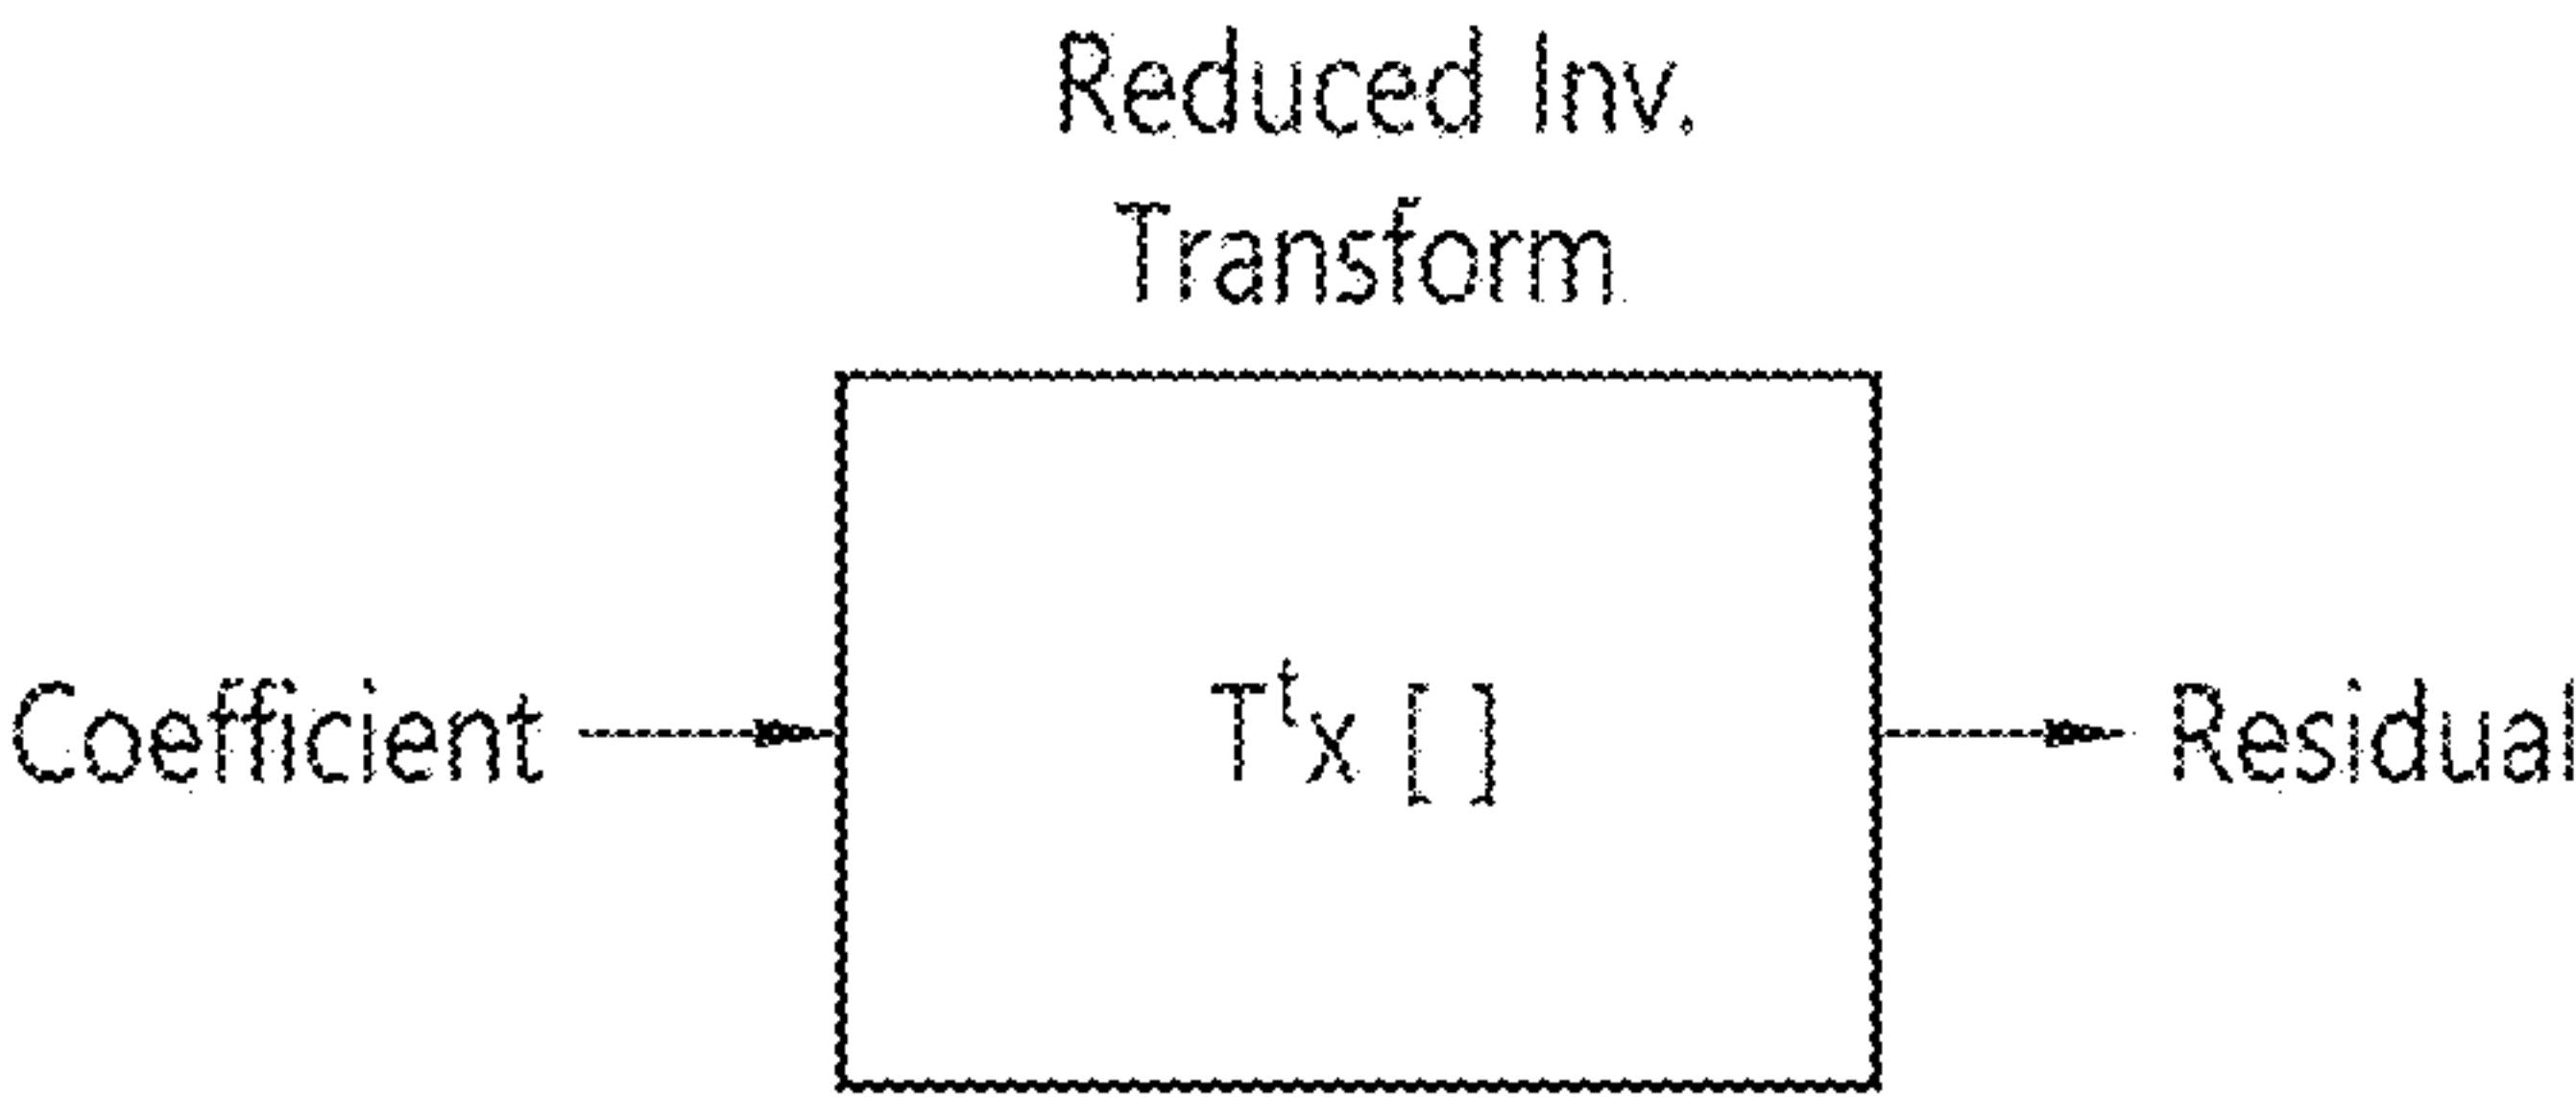 Reduced Inv.
Transform
Coefficient
Tᵗx [ ]
Residual